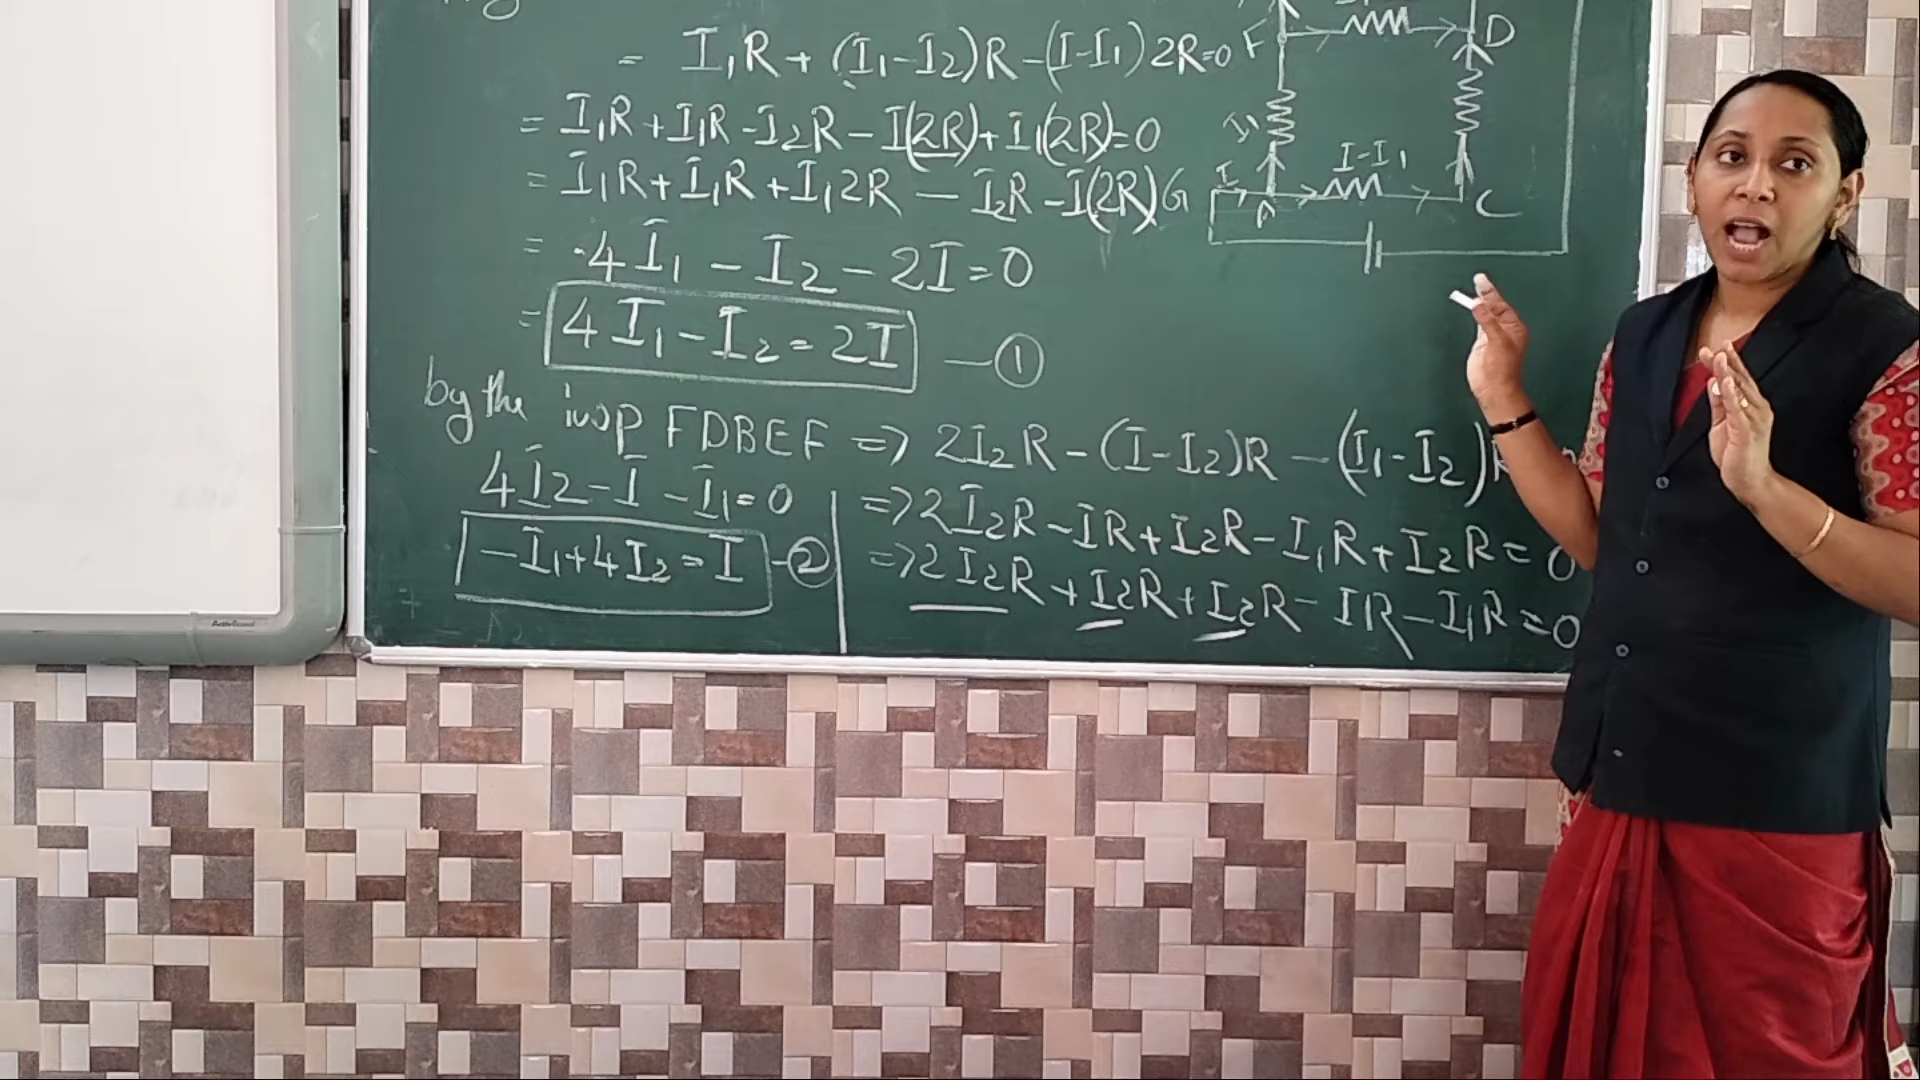 = I₁R + (I₁-I₂)R -(I-I₁) 2R=0
= I₁R + I₁R - I₂R - I(2R) + I₁(2R) = 0
= I₁R + I₁R + I₁2R - I₂R - I(2R)
= 4I₁ - I₂ - 2I = 0
= 4I₁ - I₂ = 2I — ①
by the loop FDBEF => 2I₂R - (I-I₂)R - (I₁-I₂)R
4I₂ - I - I₁ = 0
-I₁ + 4I₂ = I - ②
=> 2I₂R - IR + I₂R - I₁R + I₂R = 0
=> 2I₂R + I₂R + I₂R - IR - I₁R = 0
F
D
I₁
I-I₁
I
G
A
C
ActivBoard